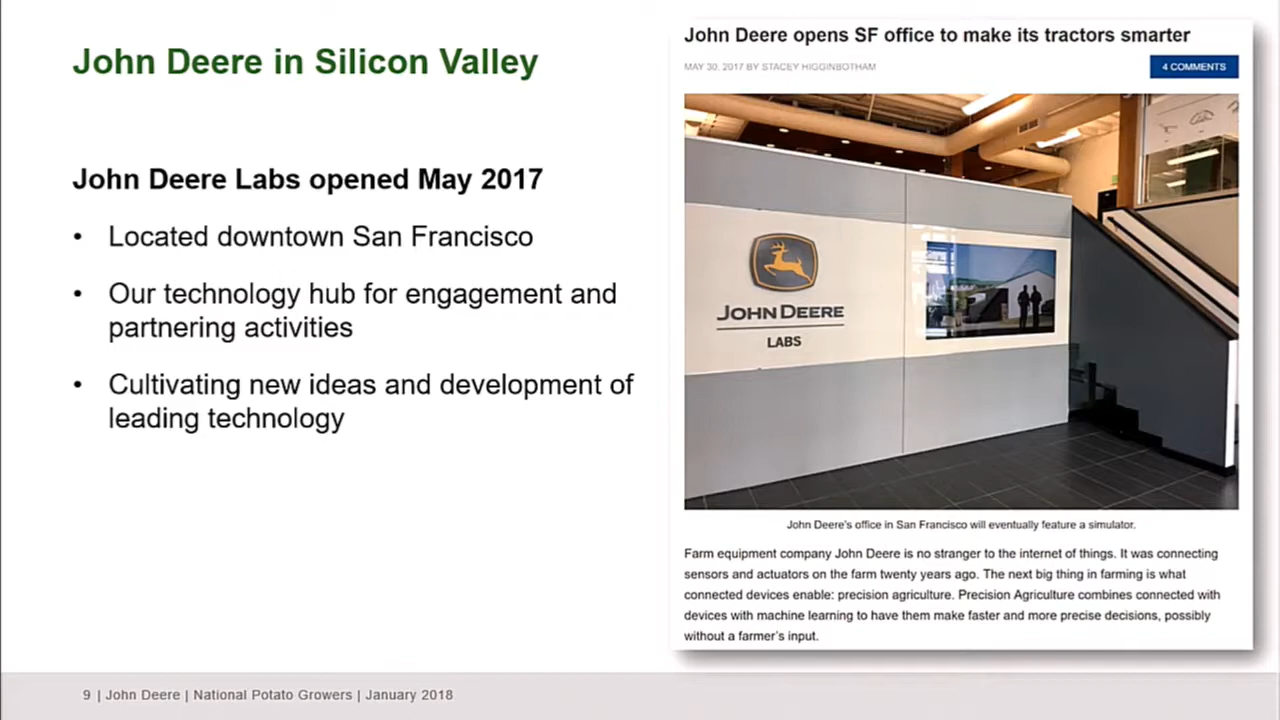 John Deere in Silicon Valley
John Deere Labs opened May 2017
• Located downtown San Francisco
• Our technology hub for engagement and
partnering activities
• Cultivating new ideas and development of
leading technology
John Deere opens SF office to make its tractors smarter
MAY 30, 2017 BY STACEY HIGGINBOTHAM
4 COMMENTS
JOHN DEERE
LABS
John Deere's office in San Francisco will eventually feature a simulator.
Farm equipment company John Deere is no stranger to the internet of things. It was connecting
sensors and actuators on the farm twenty years ago. The next big thing in farming is what
connected devices enable: precision agriculture. Precision Agriculture combines connected with
devices with machine learning to have them make faster and more precise decisions, possibly
without a farmer's input.
9 | John Deere | National Potato Growers | January 2018